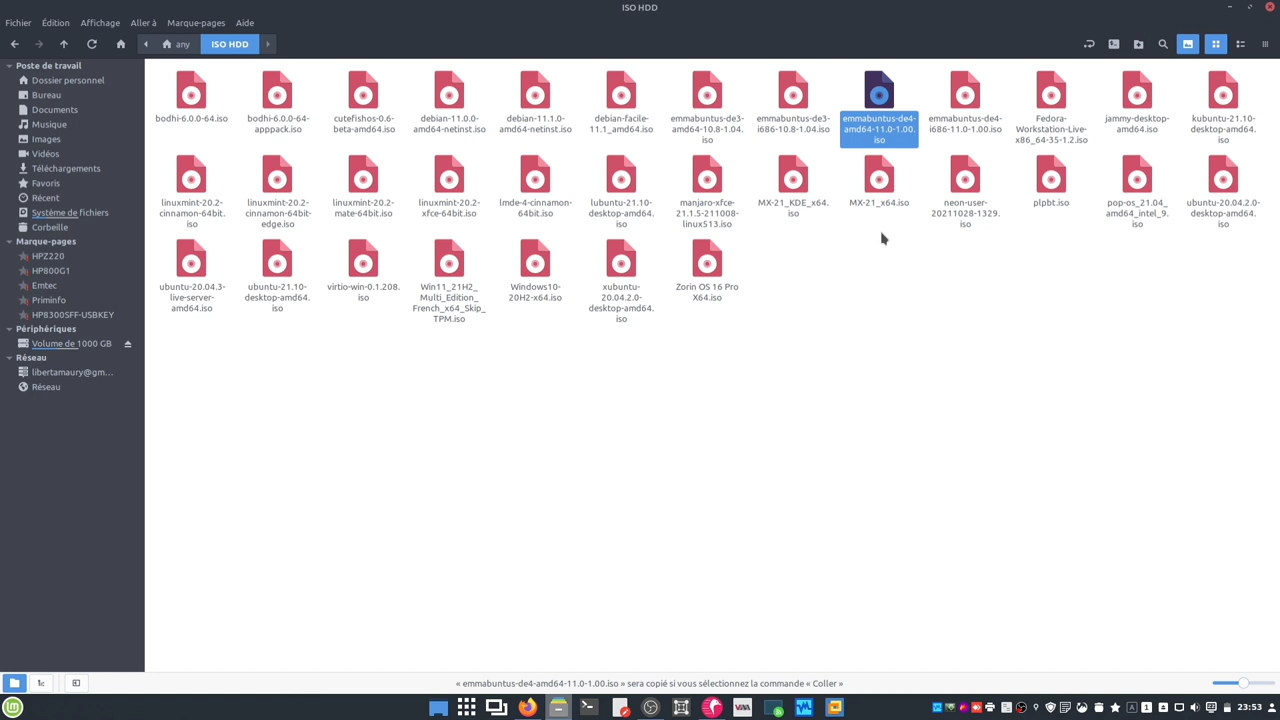 ISO HDD
Fichier Édition Affichage Aller à Marque-pages Aide
any ISO HDD
Poste de travail
Dossier personnel
Bureau
Documents
Musique
Images
Vidéos
Téléchargements
Favoris
Récent
Système de fichiers
Corbeille
Marque-pages
HPZ220
HP800G1
Emtec
Priminfo
HP8300SFF-USBKEY
Périphériques
Volume de 1000 GB
Réseau
libertamaury@gm...
Réseau
bodhi-6.0.0-64.iso
bodhi-6.0.0-64-
apppack.iso
cutefishos-0.6-
beta-amd64.iso
debian-11.0.0-
amd64-netinst.iso
debian-11.1.0-
amd64-netinst.iso
debian-facile-
11.1_amd64.iso
emmabuntus-de3-
amd64-10.8-1.04.
iso
emmabuntus-de3-
i686-10.8-1.04.iso
emmabuntus-de4-
amd64-11.0-1.00.
iso
emmabuntus-de4-
i686-11.0-1.00.iso
Fedora-
Workstation-Live-
x86_64-35-1.2.iso
jammy-desktop-
amd64.iso
kubuntu-21.10-
desktop-amd64.
iso
linuxmint-20.2-
cinnamon-64bit.
iso
linuxmint-20.2-
cinnamon-64bit-
edge.iso
linuxmint-20.2-
mate-64bit.iso
linuxmint-20.2-
xfce-64bit.iso
lmde-4-cinnamon-
64bit.iso
lubuntu-21.10-
desktop-amd64.
iso
manjaro-xfce-
21.1.5-211008-
linux513.iso
MX-21_KDE_x64.
iso
MX-21_x64.iso
neon-user-
20211028-1329.
iso
plpbt.iso
pop-os_21.04_
amd64_intel_9.
iso
ubuntu-20.04.2.0-
desktop-amd64.
iso
ubuntu-20.04.3-
live-server-
amd64.iso
ubuntu-21.10-
desktop-amd64.
iso
virtio-win-0.1.208.
iso
Win11_21H2_
Multi_Edition_
French_x64_Skip_
TPM.iso
Windows10-
20H2-x64.iso
xubuntu-
20.04.2.0-
desktop-amd64.
iso
Zorin OS 16 Pro
X64.iso
« emmabuntus-de4-amd64-11.0-1.00.iso » sera copié si vous sélectionnez la commande « Coller »
23:53